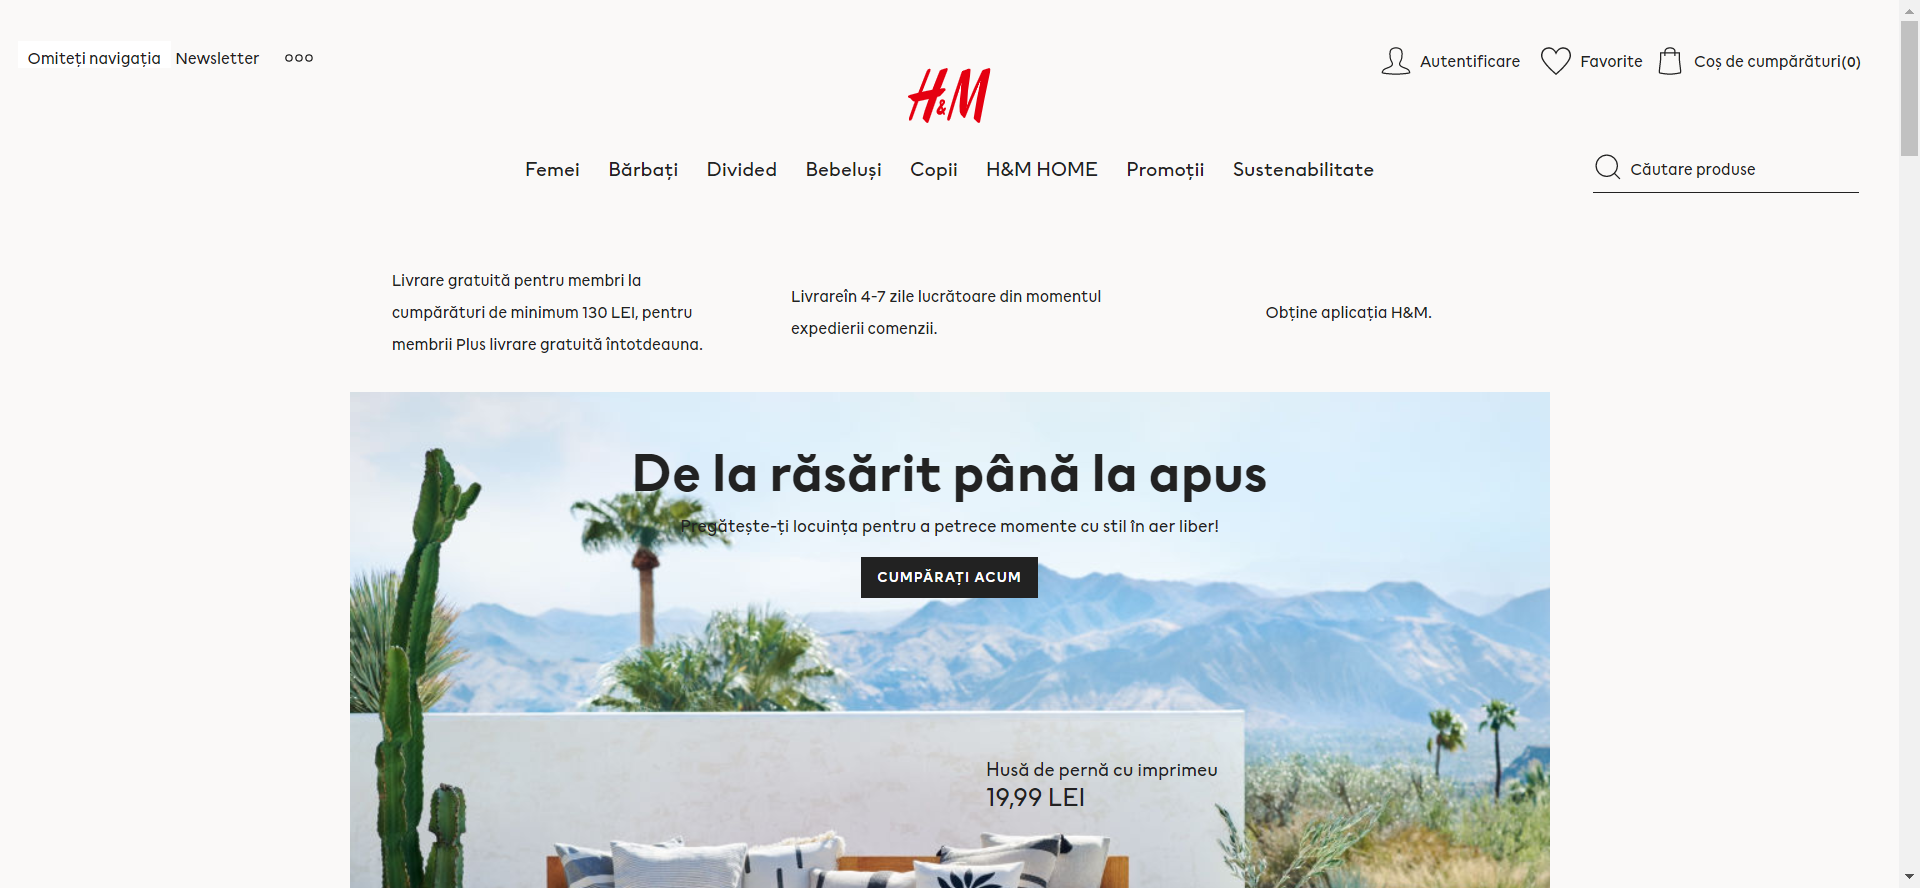 Omiteți navigația Newsletter
Autentificare Favorite Coș de cumpărături(0)
H&M
Femei Bărbați Divided Bebeluși Copii H&M HOME Promoții Sustenabilitate
Căutare produse
Livrare gratuită pentru membri la
cumpărături de minimum 130 LEI, pentru
membrii Plus livrare gratuită întotdeauna.
Livrareîn 4-7 zile lucrătoare din momentul
expedierii comenzii.
Obține aplicația H&M.
De la răsărit până la apus
Pregătește-ți locuința pentru a petrece momente cu stil în aer liber!
CUMPĂRAȚI ACUM
Husă de pernă cu imprimeu
19,99 LEI